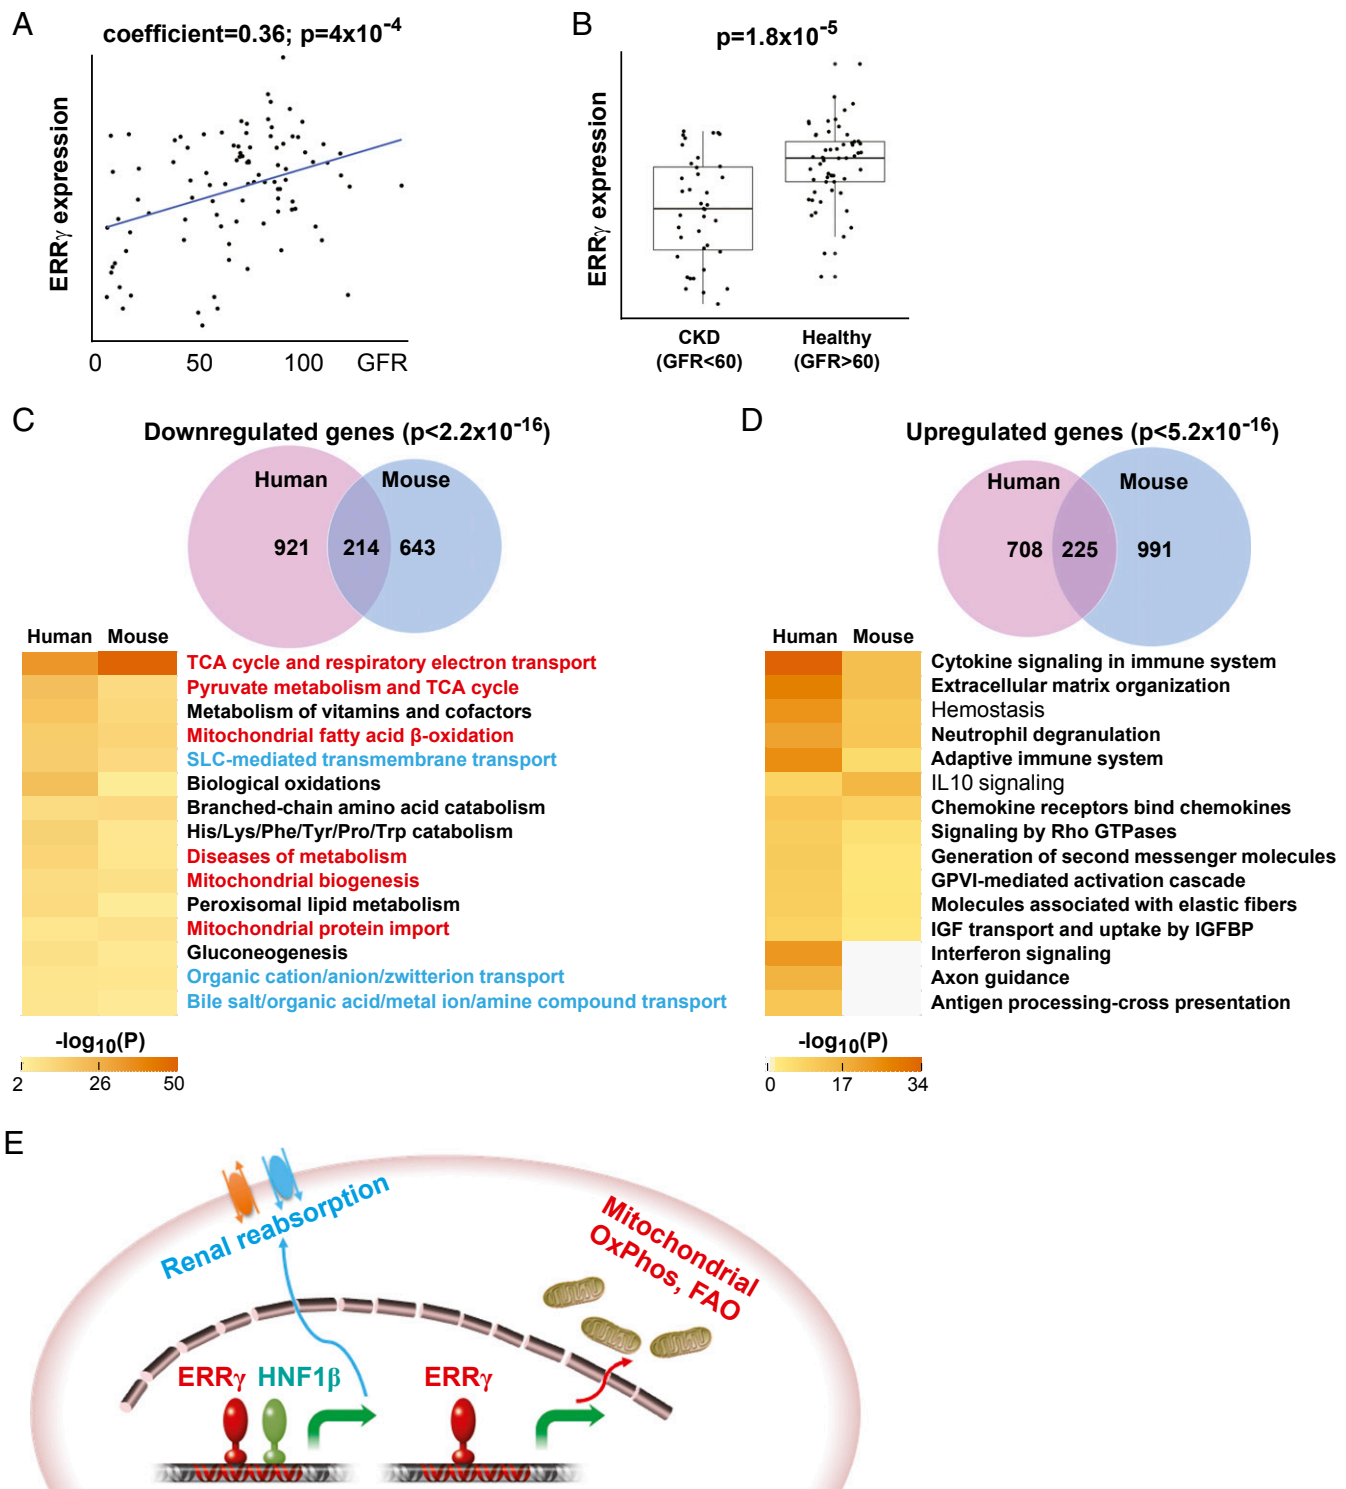 A
coefficient=0.36; p=4x10⁻⁴
ERRγ expression
0 50 100 GFR
B
p=1.8x10⁻⁵
ERRγ expression
CKD
(GFR<60)
Healthy
(GFR>60)
C
Downregulated genes (p<2.2x10⁻¹⁶)
Human Mouse
921 214 643
Human Mouse
TCA cycle and respiratory electron transport
Pyruvate metabolism and TCA cycle
Metabolism of vitamins and cofactors
Mitochondrial fatty acid β-oxidation
SLC-mediated transmembrane transport
Biological oxidations
Branched-chain amino acid catabolism
His/Lys/Phe/Tyr/Pro/Trp catabolism
Diseases of metabolism
Mitochondrial biogenesis
Peroxisomal lipid metabolism
Mitochondrial protein import
Gluconeogenesis
Organic cation/anion/zwitterion transport
Bile salt/organic acid/metal ion/amine compound transport
-log₁₀(P)
2 26 50
D
Upregulated genes (p<5.2x10⁻¹⁶)
Human Mouse
708 225 991
Human Mouse
Cytokine signaling in immune system
Extracellular matrix organization
Hemostasis
Neutrophil degranulation
Adaptive immune system
IL10 signaling
Chemokine receptors bind chemokines
Signaling by Rho GTPases
Generation of second messenger molecules
GPVI-mediated activation cascade
Molecules associated with elastic fibers
IGF transport and uptake by IGFBP
Interferon signaling
Axon guidance
Antigen processing-cross presentation
-log₁₀(P)
0 17 34
E
Renal reabsorption
Mitochondrial
OxPhos, FAO
ERRγ HNF1β
ERRγ